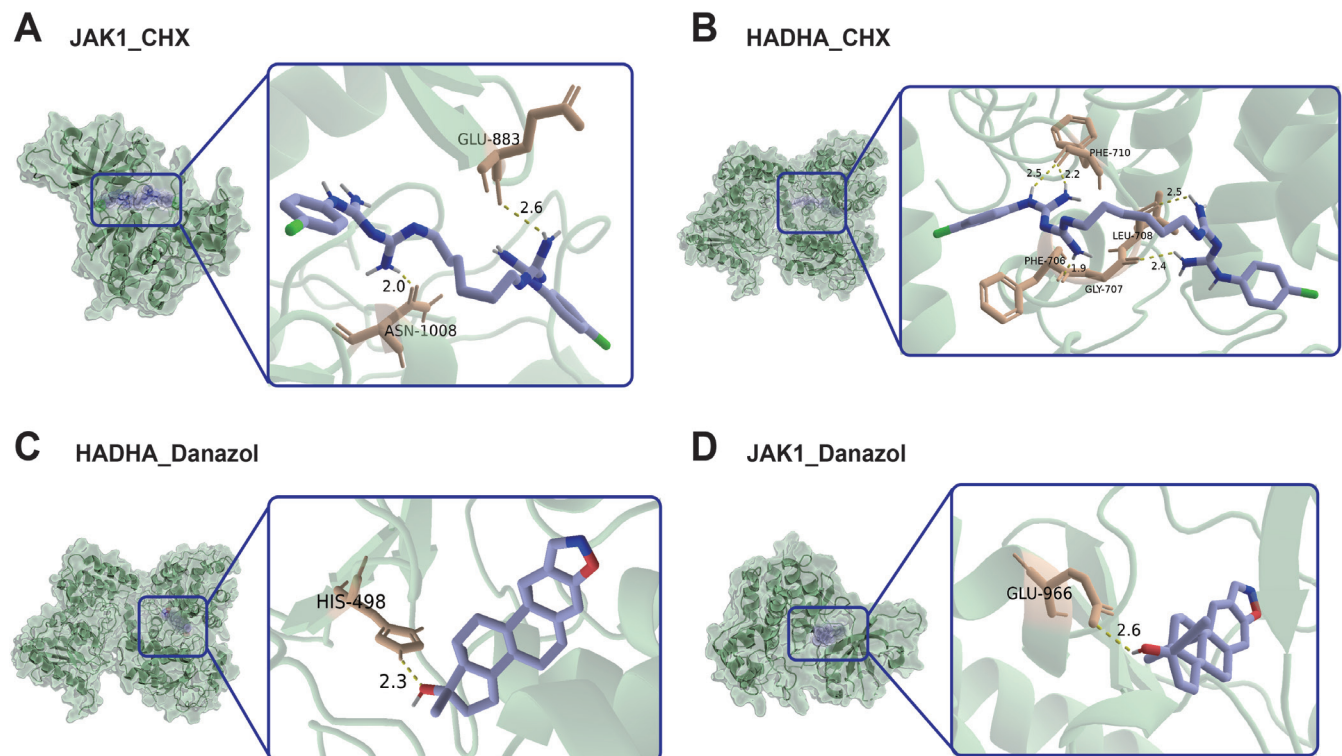 A JAK1_CHX
GLU-883
2.6
2.0
ASN-1008
B HADHA_CHX
PHE-710
2.5
2.2
2.5
LEU-708
PHE-706
1.9
2.4
GLY-707
C HADHA_Danazol
HIS-498
2.3
D JAK1_Danazol
GLU-966
2.6